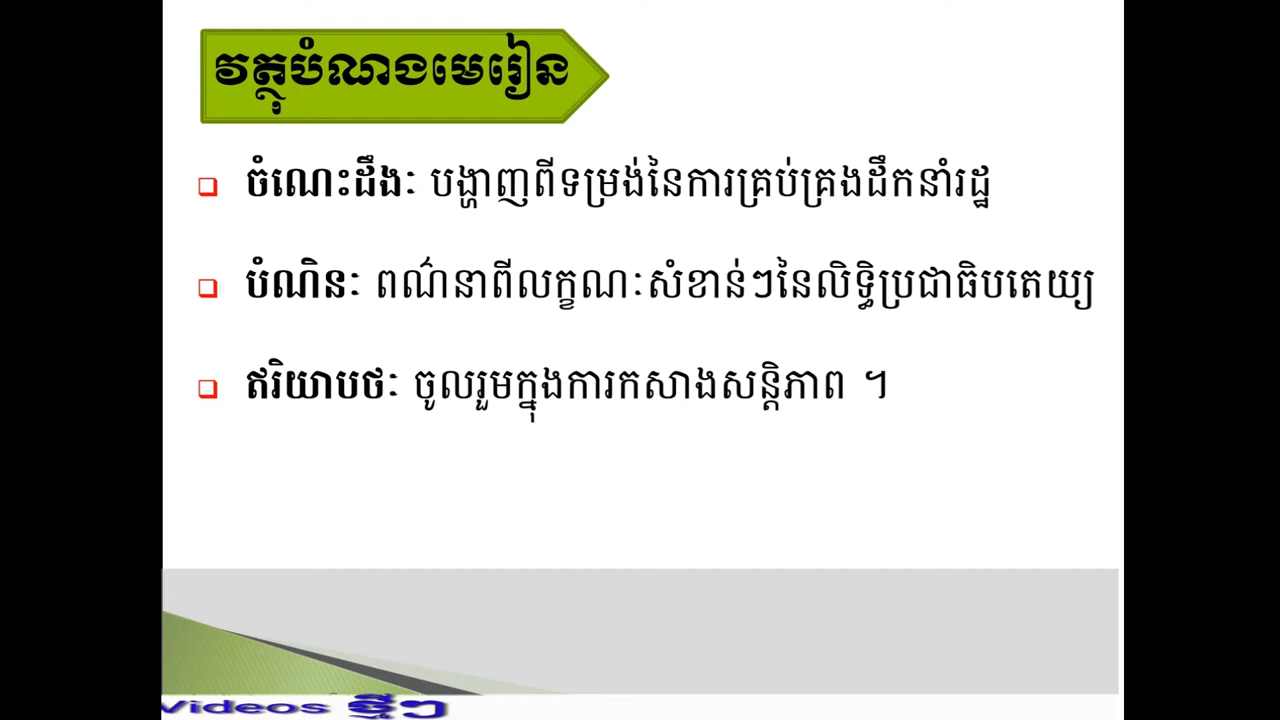 វត្ថុបំណងមេរៀន
ចំណេះដឹងៈ បង្ហាញពីទម្រង់នៃការគ្រប់គ្រងដឹកនាំរដ្ឋ
បំណិនៈ ពណ៌នាពីលក្ខណៈសំខាន់ៗនៃលិទ្ធិប្រជាធិបតេយ្យ
ឥរិយាបថៈ ចូលរួមក្នុងការកសាងសន្តិភាព ។
Videos ថ្មីៗ